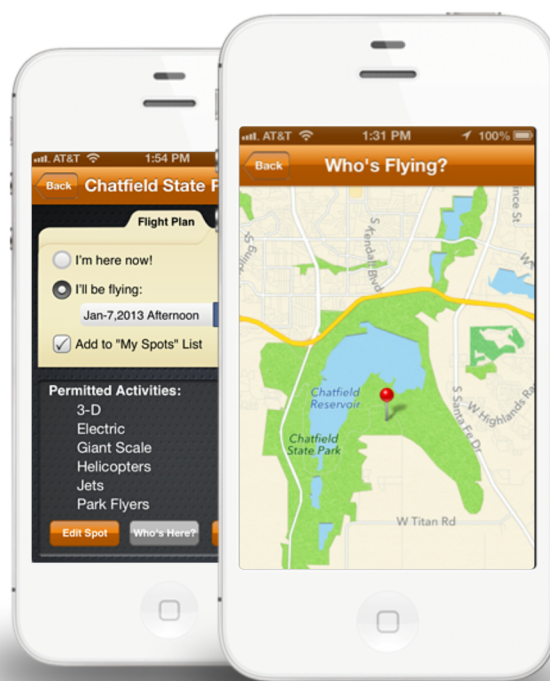 AT&T 1:54 PM
Back Chatfield State P
Flight Plan
I'm here now!
I'll be flying:
Jan-7,2013 Afternoon
Add to "My Spots" List
Permitted Activities:
3-D
Electric
Giant Scale
Helicopters
Jets
Park Flyers
Edit Spot Who's Here?
AT&T 1:31 PM 100%
Back Who's Flying?
S Kendall Blvd
Chatfield
Reservoir
Chatfield
State Park
S Santa Fe Dr
W Highlands Ra
W Titan Rd